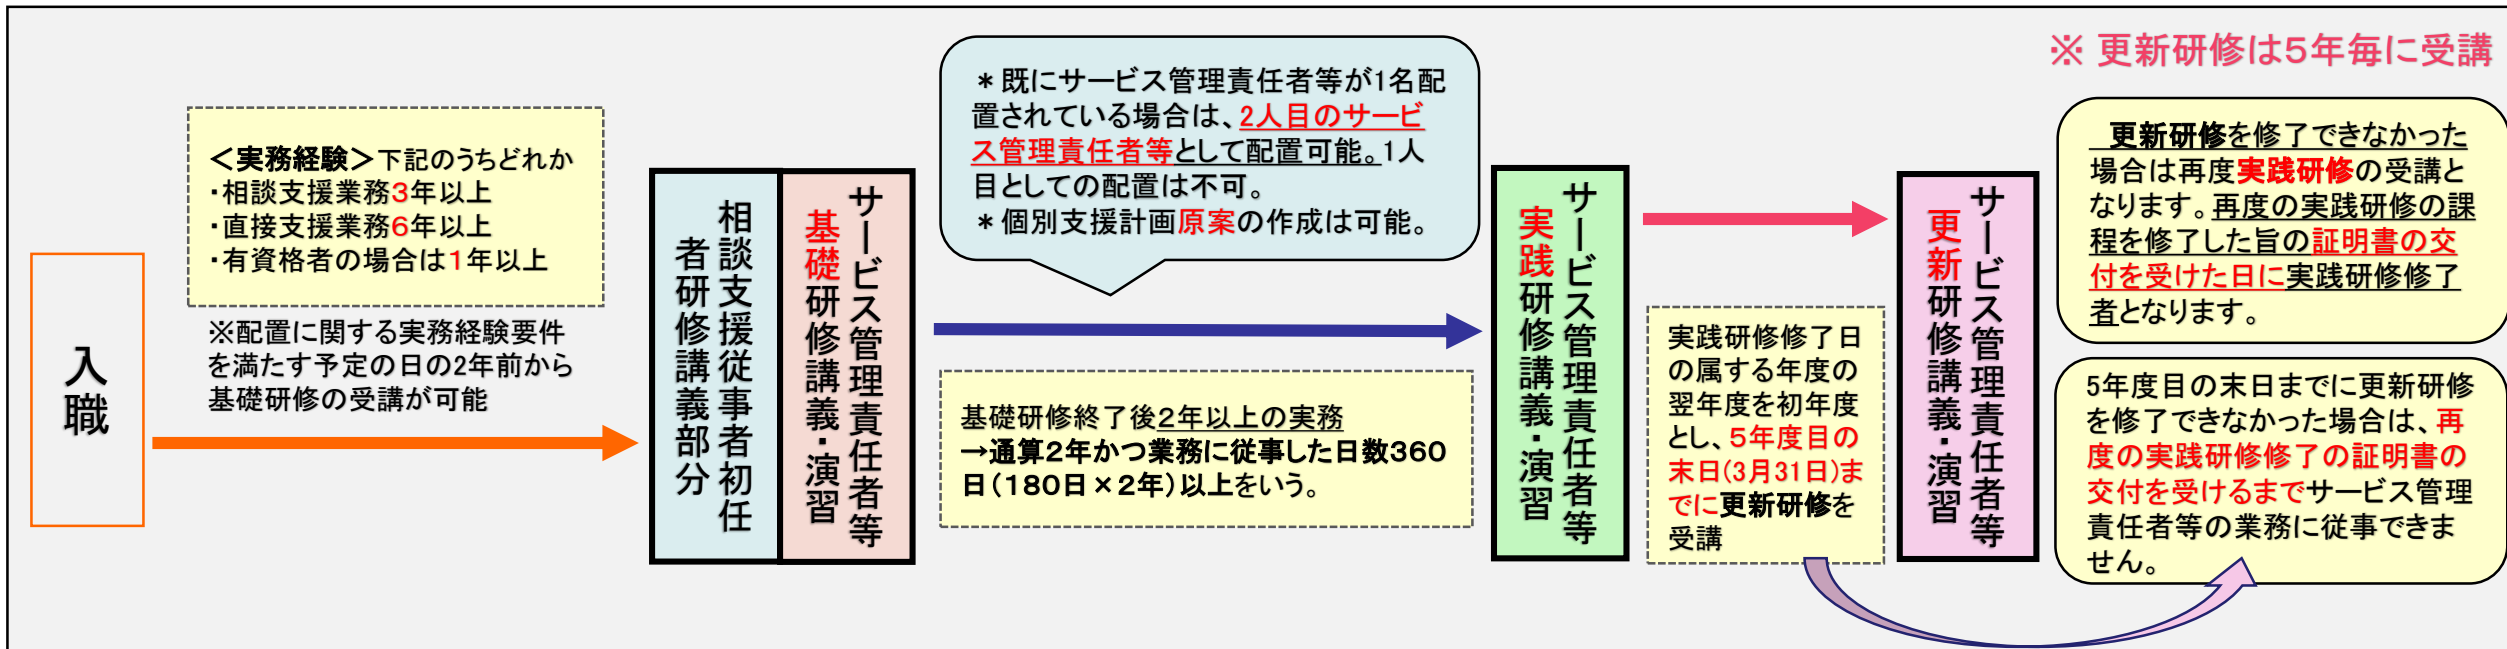 入職
＜実務経験＞下記のうちどれか
・相談支援業務３年以上
・直接支援業務６年以上
・有資格者の場合は１年以上
※配置に関する実務経験要件
を満たす予定の日の2年前から
基礎研修の受講が可能
相談支援従事者初任
者研修講義部分
サービス管理責任者等
基礎研修講義・演習
＊既にサービス管理責任者等が1名配
置されている場合は、2人目のサービ
ス管理責任者等として配置可能。1人
目としての配置は不可。
＊個別支援計画原案の作成は可能。
基礎研修終了後２年以上の実務
→通算２年かつ業務に従事した日数３６０
日（１８０日×２年）以上をいう。
サービス管理責任者等
実践研修講義・演習
実践研修修了日
の属する年度の
翌年度を初年度
とし、５年度目の
末日(3月31日)ま
でに更新研修を
受講
サービス管理責任者等
更新研修講義・演習
※ 更新研修は５年毎に受講
更新研修を修了できなかった
場合は再度実践研修の受講と
なります。再度の実践研修の課
程を修了した旨の証明書の交
付を受けた日に実践研修修了
者となります。
5年度目の末日までに更新研修
を修了できなかった場合は、再
度の実践研修修了の証明書の
交付を受けるまでサービス管理
責任者等の業務に従事できま
せん。